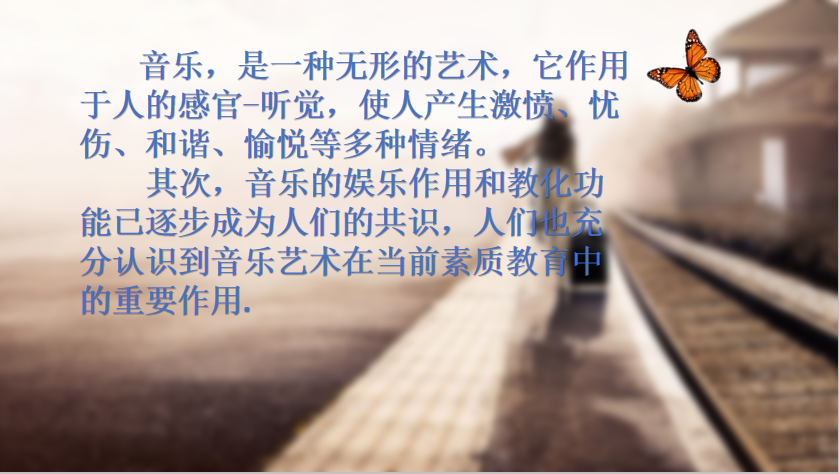 音乐，是一种无形的艺术，它作用
于人的感官-听觉，使人产生激愤、忧
伤、和谐、愉悦等多种情绪。
其次，音乐的娱乐作用和教化功
能已逐步成为人们的共识，人们也充
分认识到音乐艺术在当前素质教育中
的重要作用.